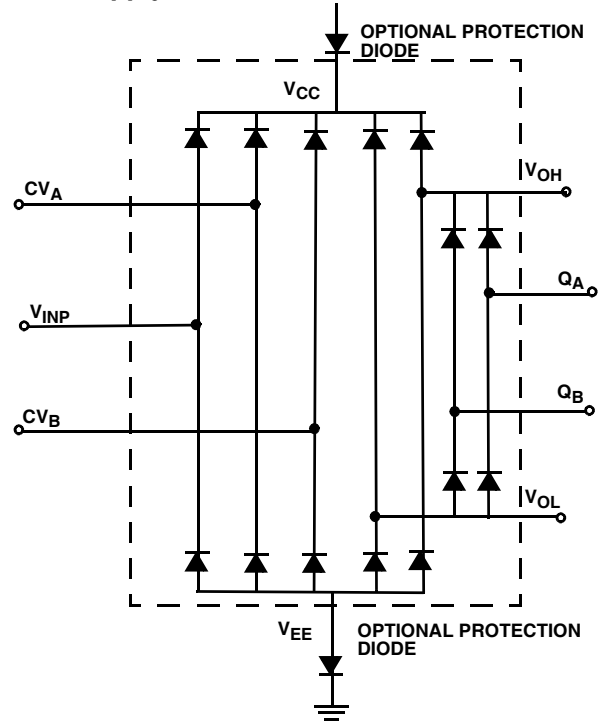 OPTIONAL PROTECTION
DIODE
VCC
VOH
CVA
QA
VINP
QB
CVB
VOL
VEE
OPTIONAL PROTECTION
DIODE